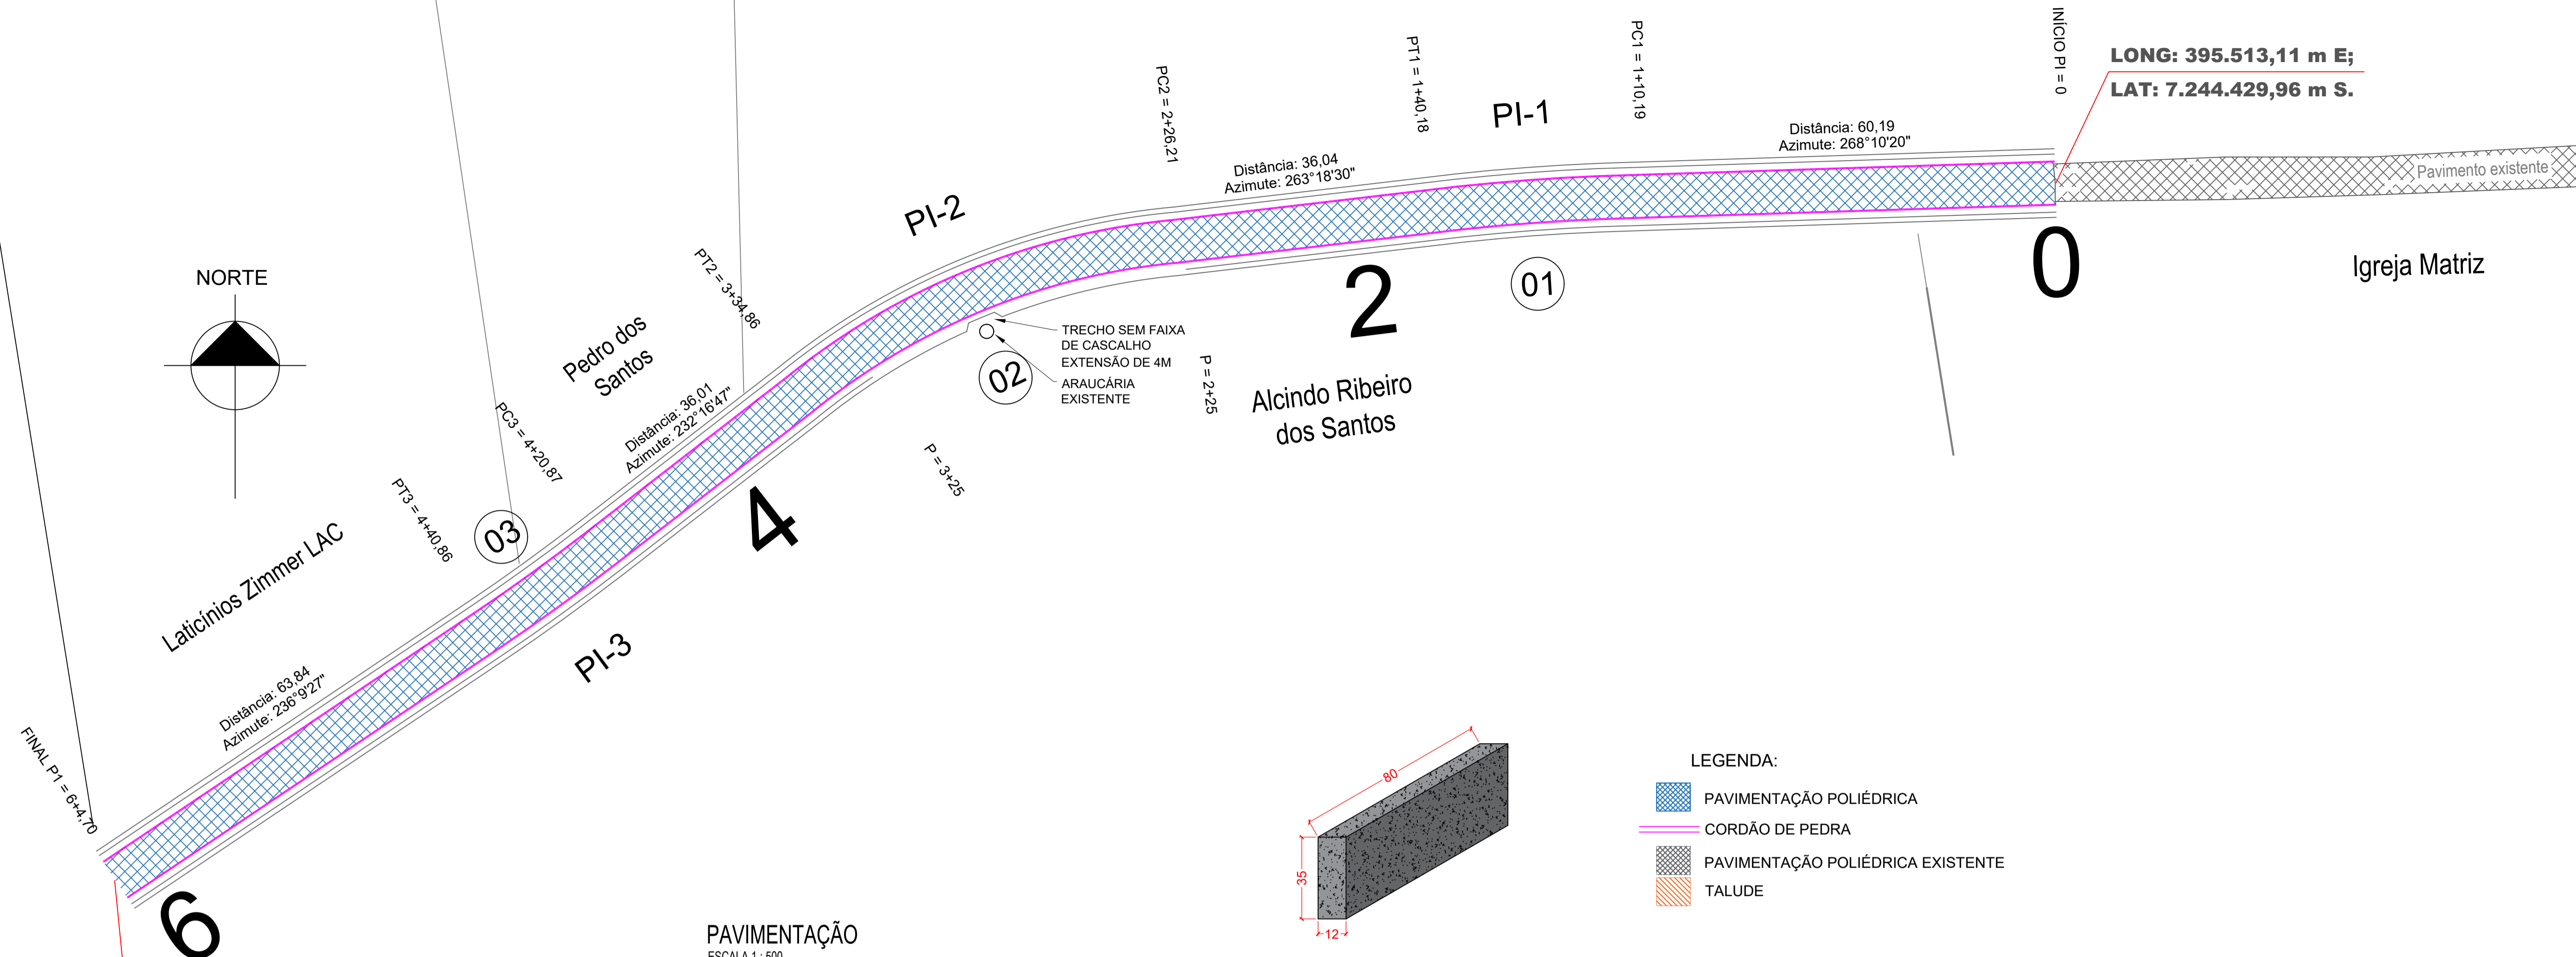 INÍCIO PI = 0
LONG: 395.513,11 m E;
LAT: 7.244.429,96 m S.
PC1 = 1+10,19
PT1 = 1+40,18
PC2 = 2+26,21
PI-1
Distância: 60,19
Azimute: 268°10'20"
Distância: 36,04
Azimute: 263°18'30"
Pavimento existente
PI-2
0
Igreja Matriz
01
2
NORTE
PT2 = 3+34,86
TRECHO SEM FAIXA
DE CASCALHO
EXTENSÃO DE 4M
ARAUCÁRIA
EXISTENTE
02
P = 2+25
Alcindo Ribeiro
dos Santos
Pedro dos
Santos
Distância: 36,01
Azimute: 232°16'47"
PC3 = 4+20,87
P = 3+25
4
PT3 = 4+40,86
03
Laticínios Zimmer LAC
PI-3
Distância: 63,84
Azimute: 236°9'27"
FINAL P1 = 6+4,70
6
80
35
12
LEGENDA:
PAVIMENTAÇÃO POLIÉDRICA
CORDÃO DE PEDRA
PAVIMENTAÇÃO POLIÉDRICA EXISTENTE
TALUDE
PAVIMENTAÇÃO
ESCALA 1 : 500